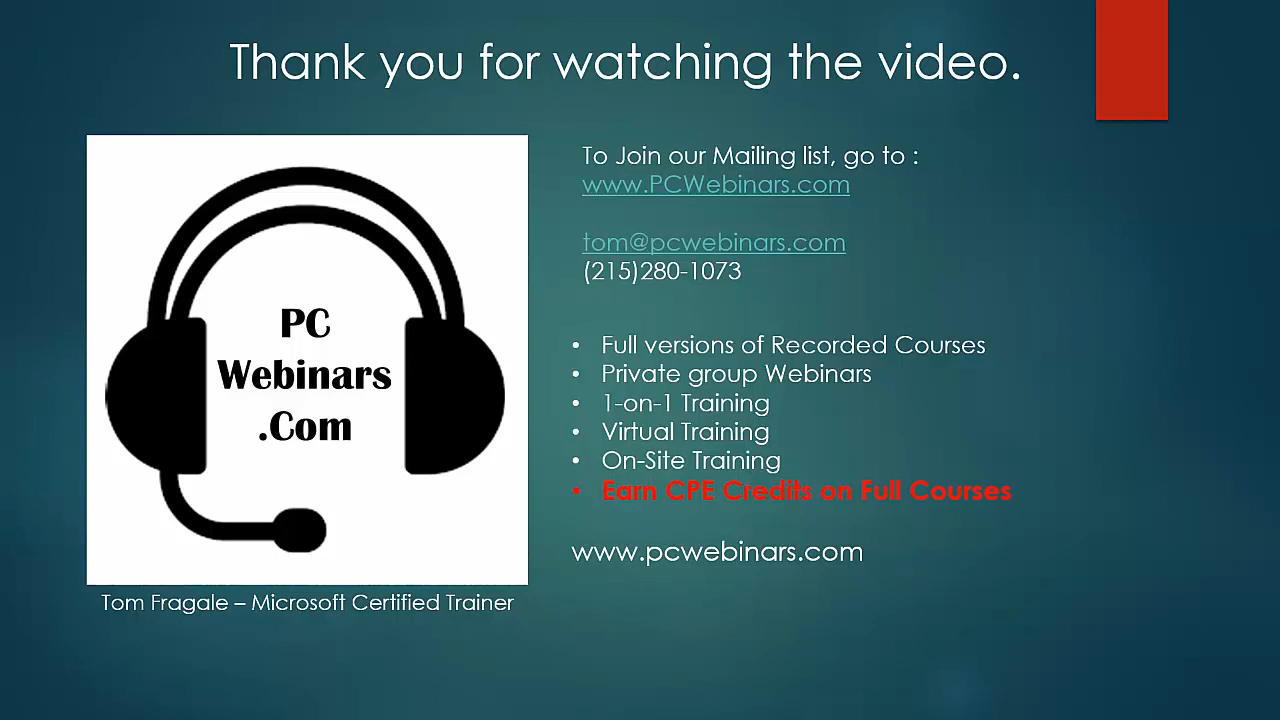 Thank you for watching the video.
PC
Webinars
.Com
Tom Fragale – Microsoft Certified Trainer
To Join our Mailing list, go to :
www.PCWebinars.com
tom@pcwebinars.com
(215)280-1073
• Full versions of Recorded Courses
• Private group Webinars
• 1-on-1 Training
• Virtual Training
• On-Site Training
• Earn CPE Credits on Full Courses
www.pcwebinars.com